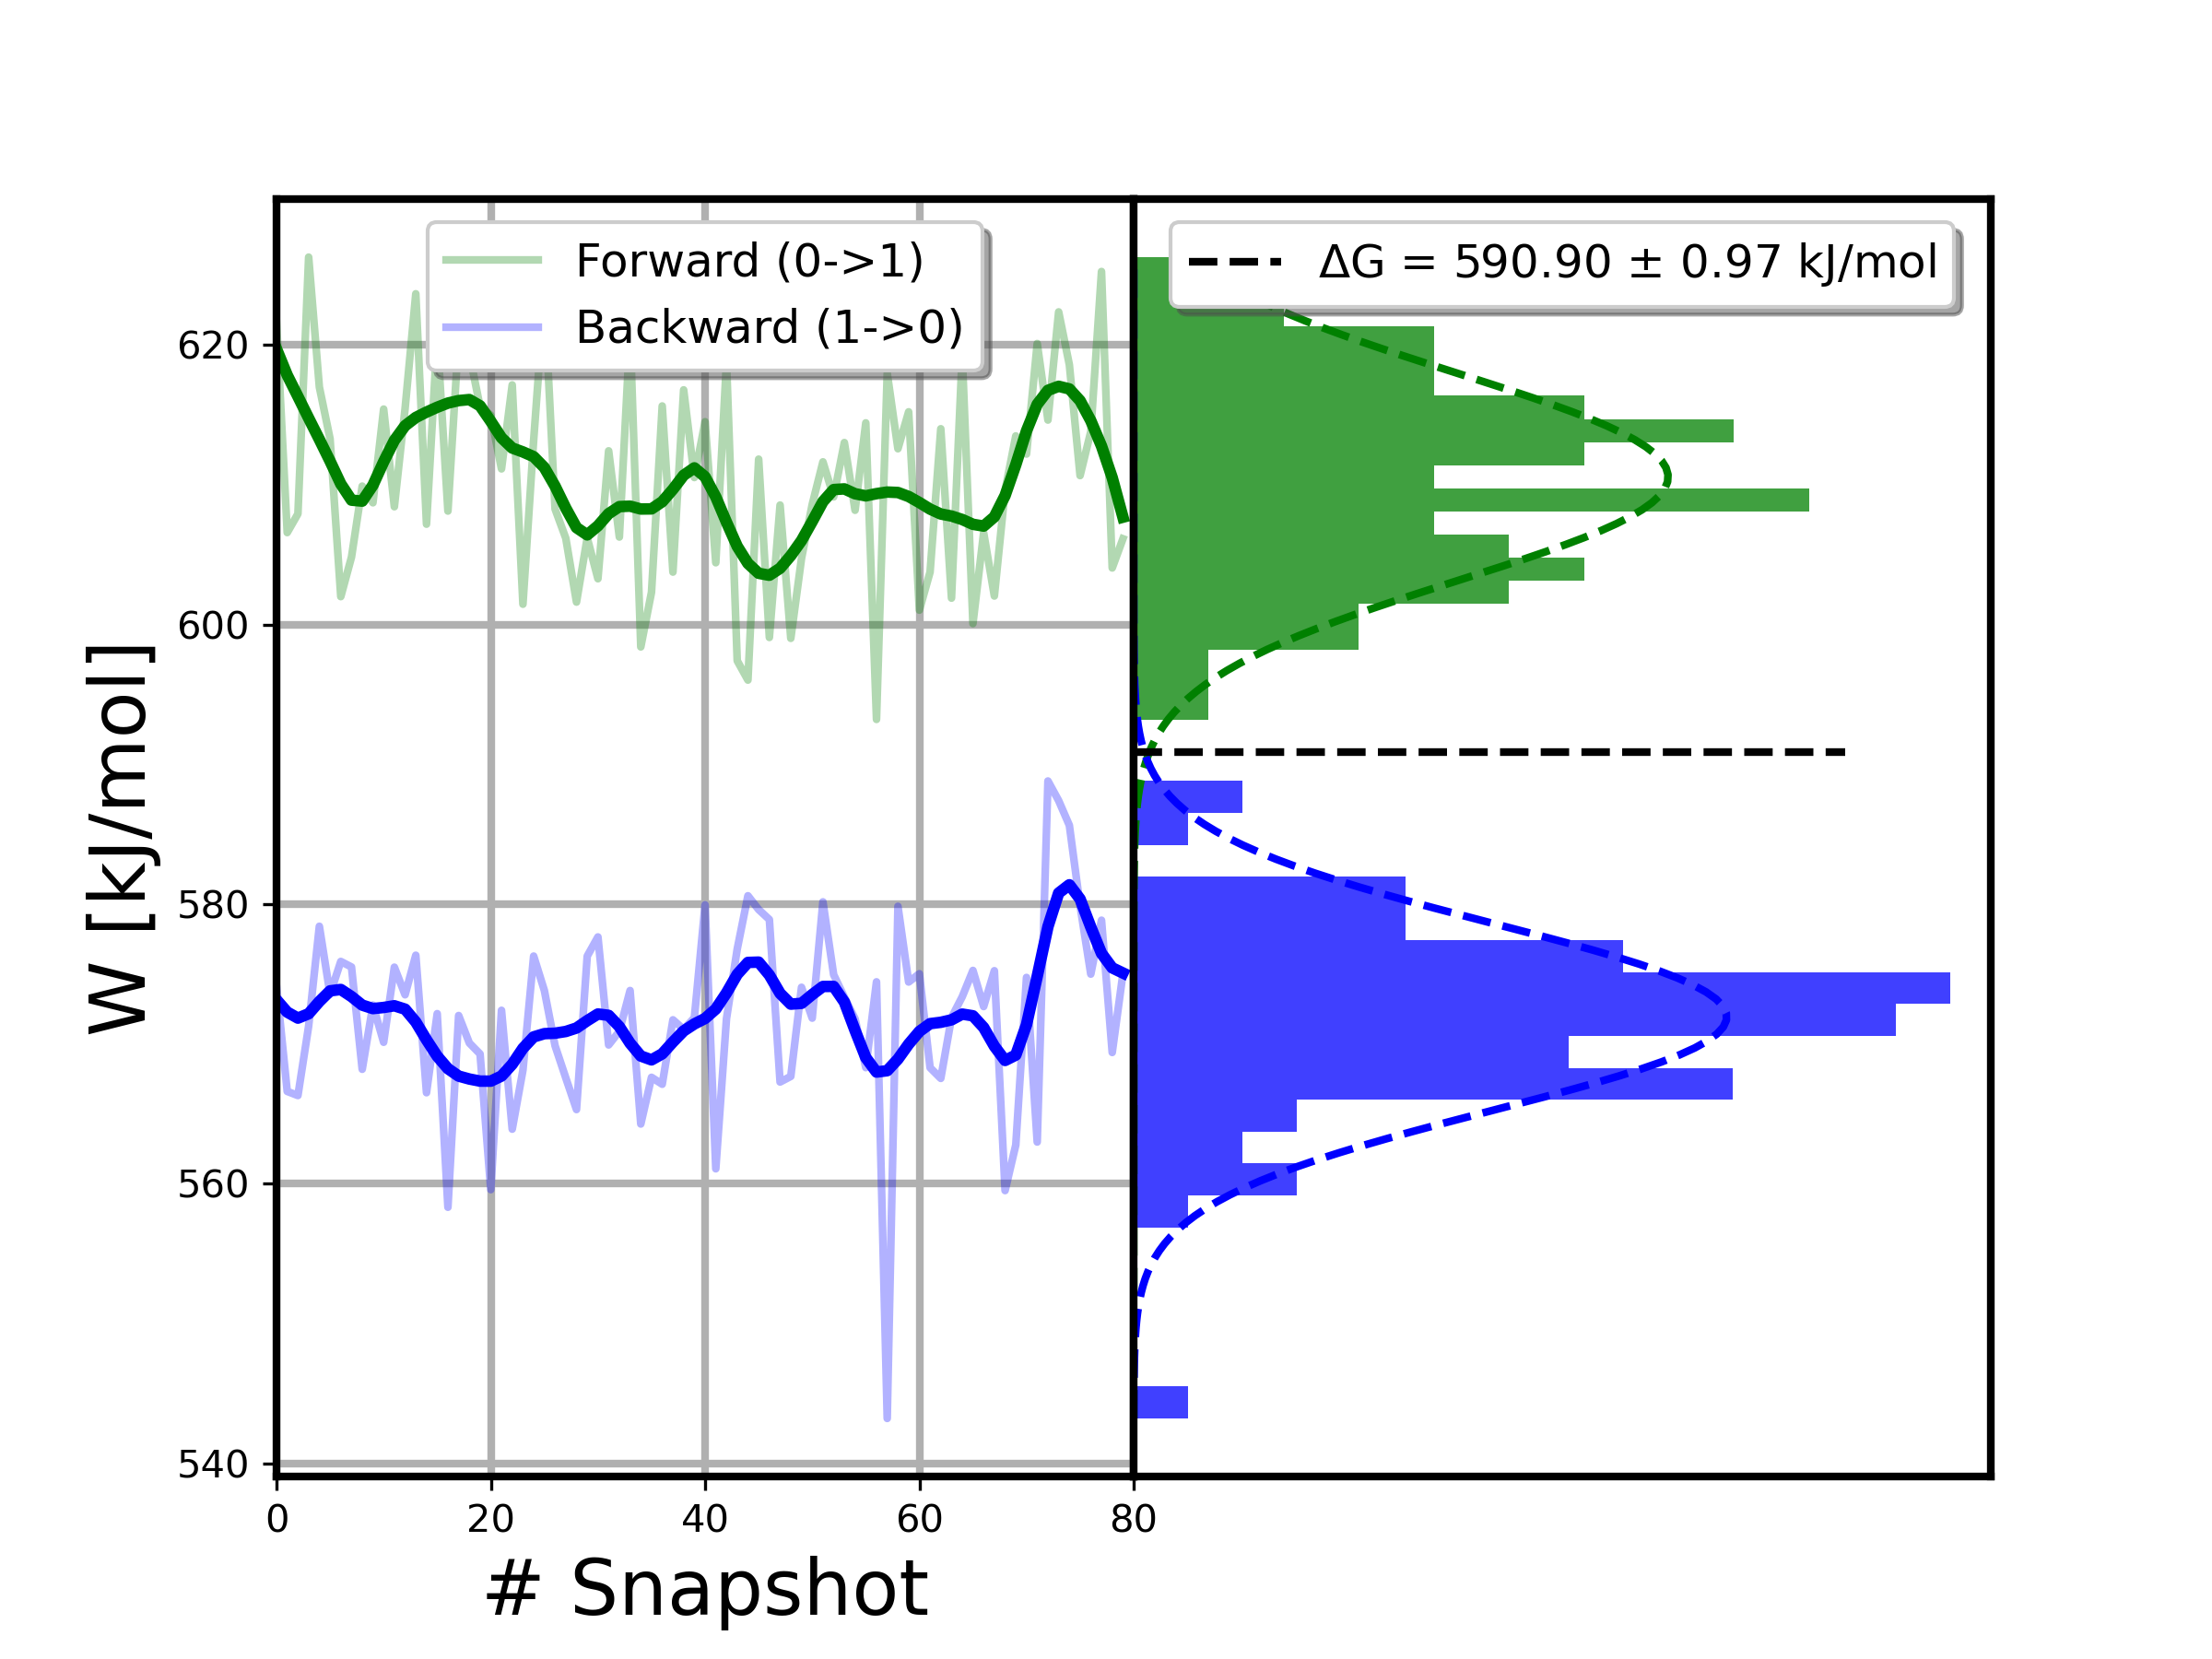 Forward (0->1)
Backward (1->0)
ΔG = 590.90 ± 0.97 kJ/mol
W [kJ/mol]
620
600
580
560
540
0 20 40 60 80
# Snapshot